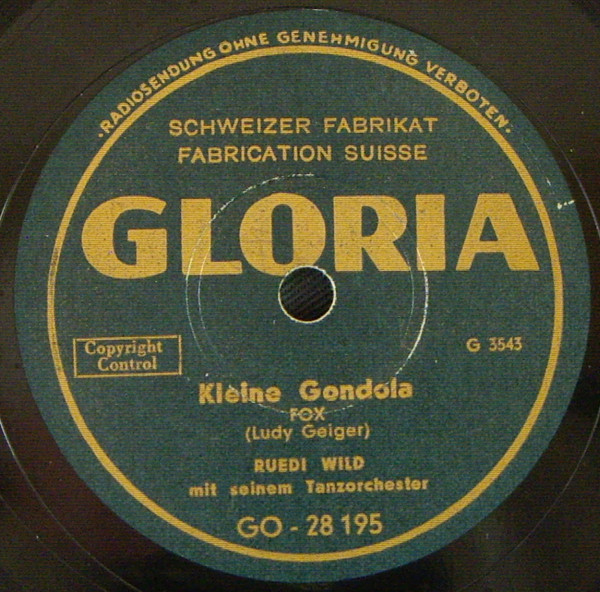 ·RADIOSENDUNG OHNE GENEHMIGUNG VERBOTEN·
SCHWEIZER FABRIKAT
FABRICATION SUISSE
GLORIA
Copyright
Control
G 3543
Kleine Gondola
FOX
(Ludy Geiger)
RUEDI WILD
mit seinem Tanzorchester
GO - 28 195